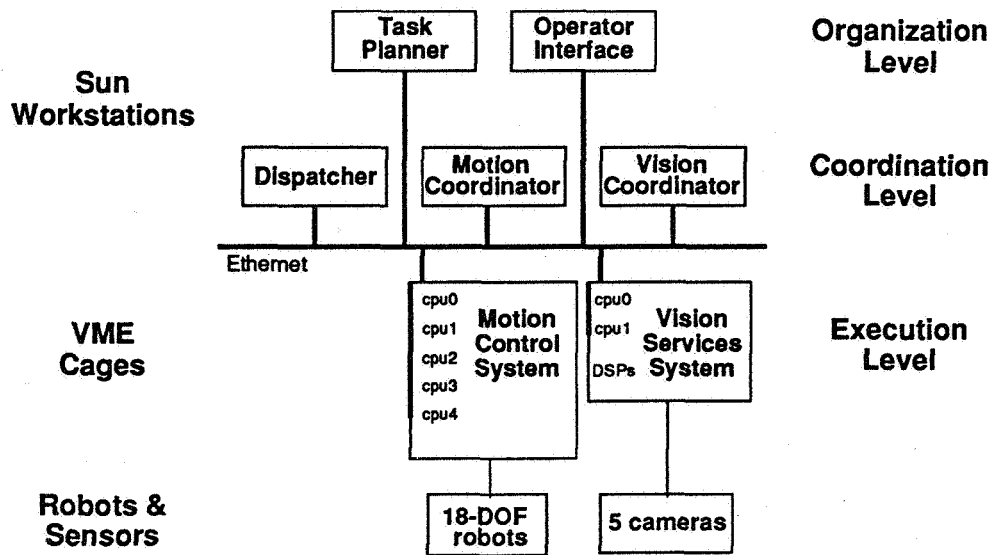 Task
Planner
Operator
Interface
Organization
Level
Sun
Workstations
Dispatcher
Motion
Coordinator
Vision
Coordinator
Coordination
Level
Ethernet
VME
Cages
cpu0
cpu1
cpu2
cpu3
cpu4
Motion
Control
System
cpu0
cpu1
DSPs
Vision
Services
System
Execution
Level
Robots &
Sensors
18-DOF
robots
5 cameras